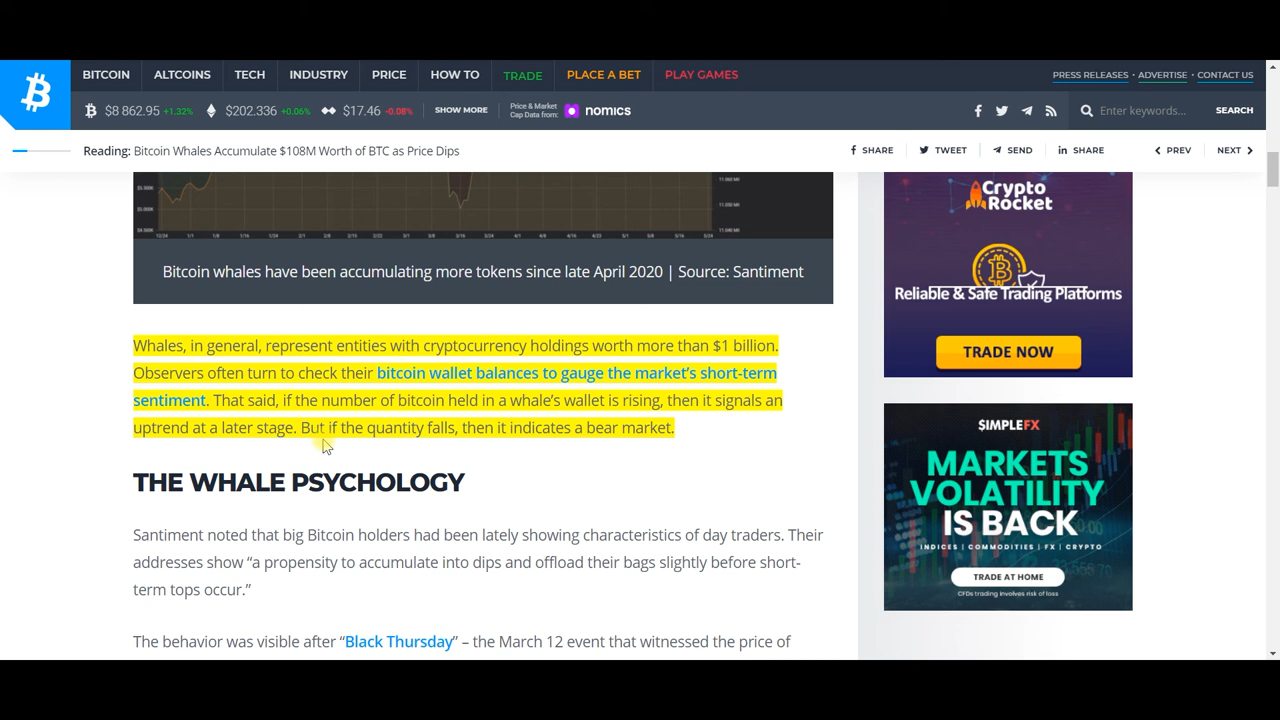 BITCOIN ALTCOINS TECH INDUSTRY PRICE HOW TO TRADE PLACE A BET PLAY GAMES PRESS RELEASES • ADVERTISE • CONTACT US
$8 862.95 +1.32% $202.336 +0.06% $17.46 -0.08% SHOW MORE Price & Market Cap Data from: nomics Enter keywords... SEARCH
Reading: Bitcoin Whales Accumulate $108M Worth of BTC as Price Dips SHARE TWEET SEND SHARE PREV NEXT
Bitcoin whales have been accumulating more tokens since late April 2020 | Source: Santiment
Whales, in general, represent entities with cryptocurrency holdings worth more than $1 billion.
Observers often turn to check their bitcoin wallet balances to gauge the market's short-term
sentiment. That said, if the number of bitcoin held in a whale's wallet is rising, then it signals an
uptrend at a later stage. But if the quantity falls, then it indicates a bear market.
THE WHALE PSYCHOLOGY
Santiment noted that big Bitcoin holders had been lately showing characteristics of day traders. Their
addresses show “a propensity to accumulate into dips and offload their bags slightly before short-
term tops occur.”
The behavior was visible after “Black Thursday” – the March 12 event that witnessed the price of
Crypto
Rocket
Reliable & Safe Trading Platforms
TRADE NOW
SIMPLEFX
MARKETS
VOLATILITY
IS BACK
INDICES | COMMODITIES | FX | CRYPTO
TRADE AT HOME
CFDs trading involves risk of loss